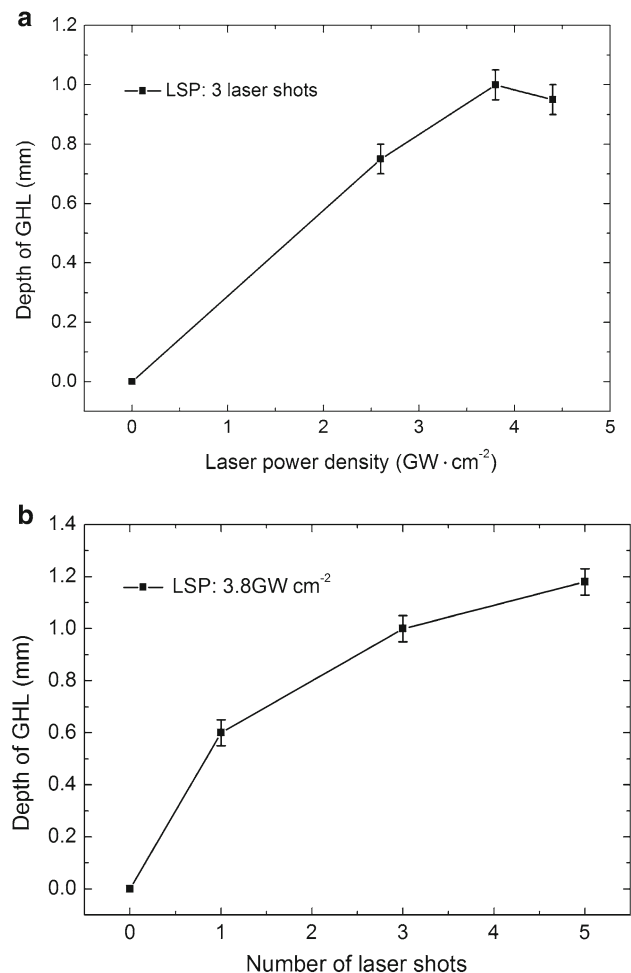 a
1.2
1.0
0.8
0.6
0.4
0.2
0.0
Depth of GHL (mm)
LSP: 3 laser shots
0 1 2 3 4 5
Laser power density (GW·cm⁻²)
b
1.4
1.2
1.0
0.8
0.6
0.4
0.2
0.0
Depth of GHL (mm)
LSP: 3.8GW cm⁻²
0 1 2 3 4 5
Number of laser shots